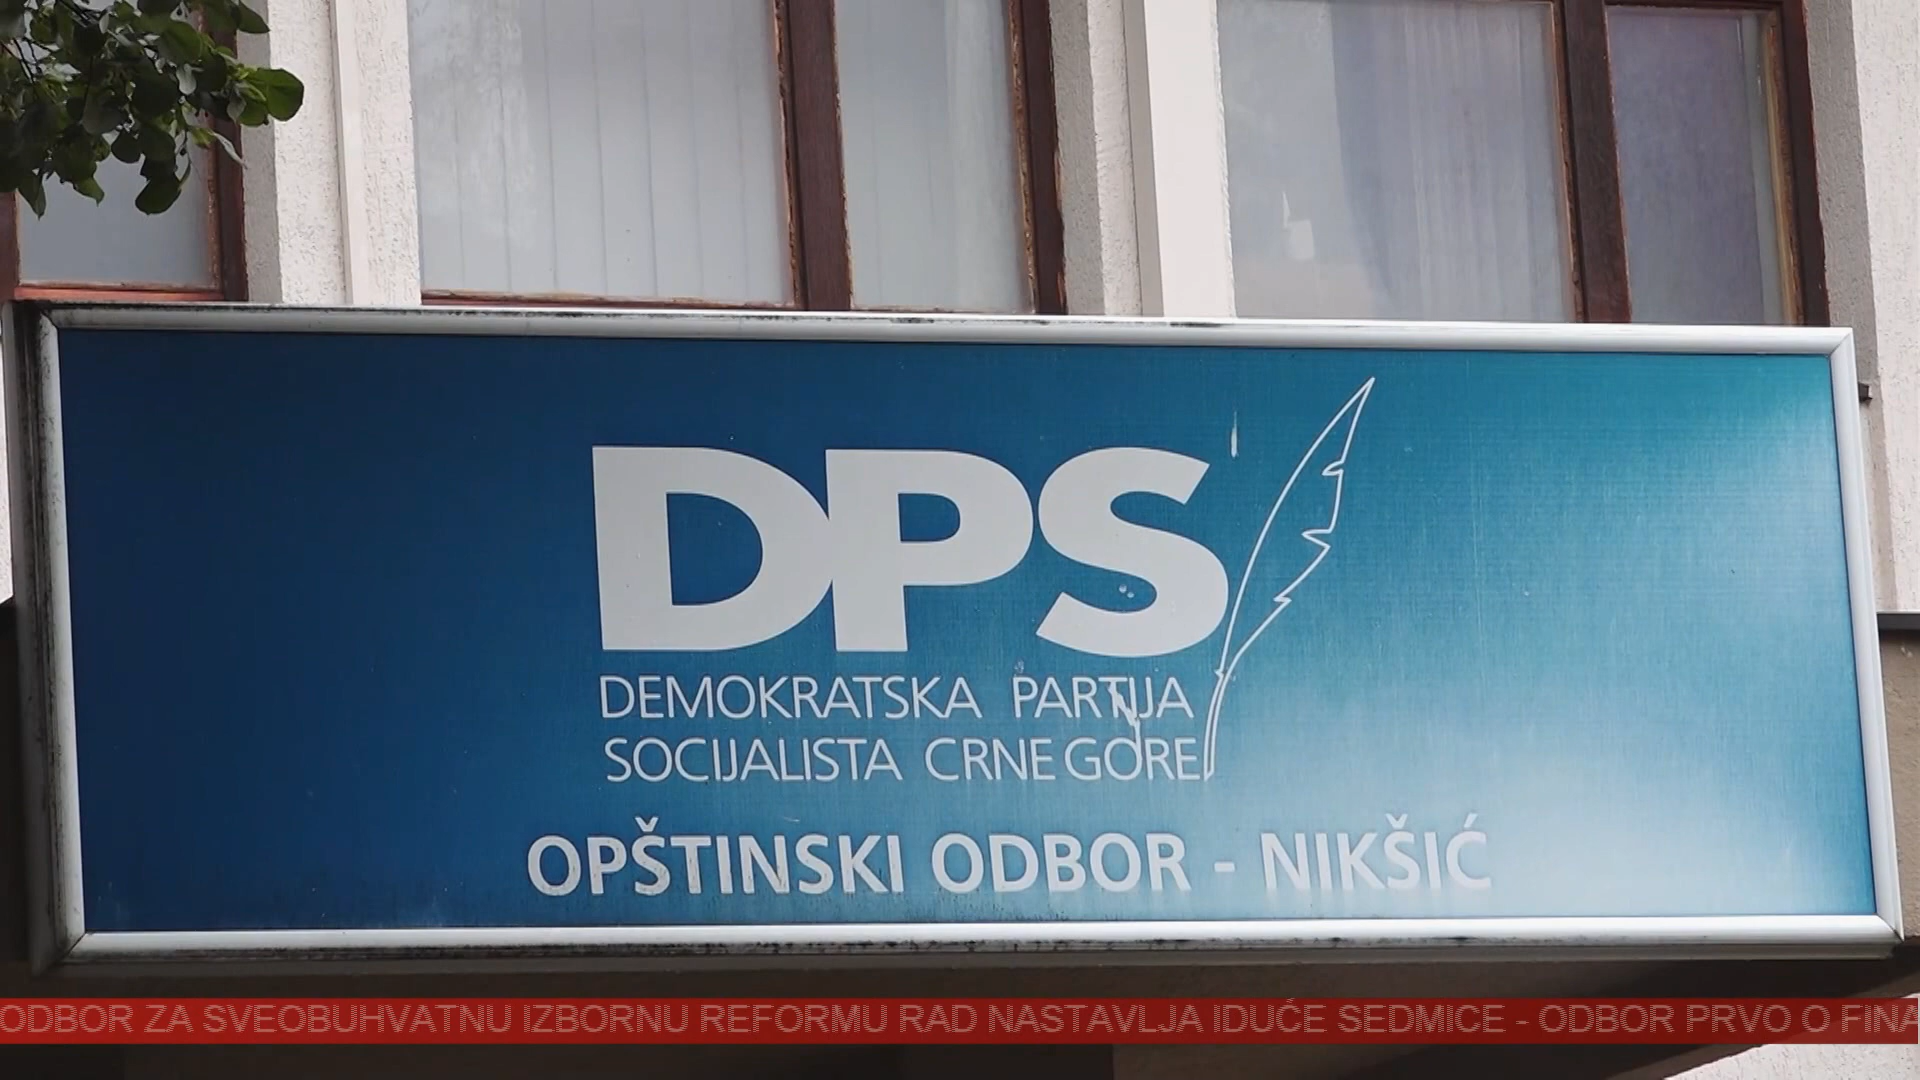 DPS
DEMOKRATSKA PARTIJA
SOCIJALISTA CRNE GORE
OPŠTINSKI ODBOR - NIKŠIĆ
ODBOR ZA SVEOBUHVATNU IZBORNU REFORMU RAD NASTAVLJA IDUĆE SEDMICE - ODBOR PRVO O FINA